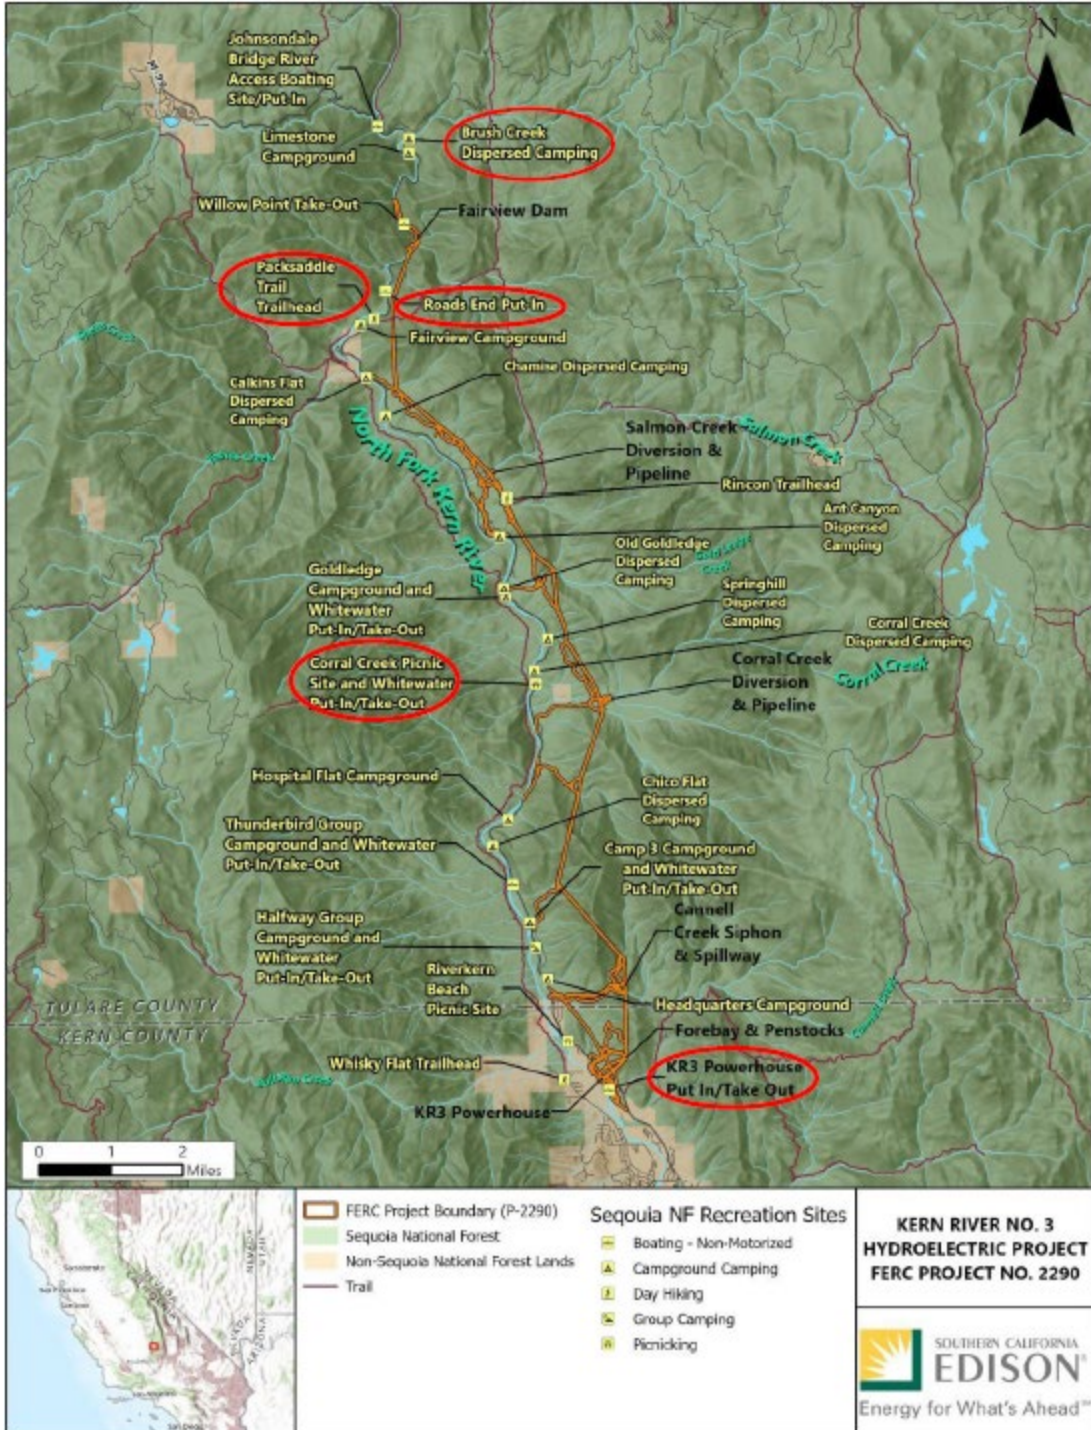 N
Johnsondale
Bridge River
Access Boating
Site/Put-In
Brush Creek
Dispersed Camping
Limestone
Campground
Willow Point Take-Out
Fairview Dam
Packsaddle
Trail
Trailhead
Roads End Put-In
Fairview Campground
Calkins Flat
Dispersed
Camping
Chamise Dispersed Camping
North Fork Kern River
Salmon Creek
Diversion &
Pipeline
Salmon Creek
Rincon Trailhead
Ant Canyon
Dispersed
Camping
Old Goldledge
Dispersed
Camping
Gold Ledge
Creek
Goldledge
Campground and
Whitewater
Put-In/Take-Out
Springhill
Dispersed
Camping
Corral Creek
Dispersed Camping
Corral Creek Picnic
Site and Whitewater
Put-In/Take-Out
Corral Creek
Diversion
& Pipeline
Corral Creek
Hospital Flat Campground
Chico Flat
Dispersed
Camping
Thunderbird Group
Campground and Whitewater
Put-In/Take-Out
Camp 3 Campground
and Whitewater
Put-In/Take-Out
Cannell
Creek Siphon
& Spillway
Halfway Group
Campground and
Whitewater
Put-In/Take-Out
Riverkern
Beach
Picnic Site
Headquarters Campground
TULARE COUNTY
KERN COUNTY
Forebay & Penstocks
Whisky Flat Trailhead
KR3 Powerhouse
Put In/Take Out
KR3 Powerhouse
0 1 2
Miles
FERC Project Boundary (P-2290)
Sequoia National Forest
Non-Sequoia National Forest Lands
Trail
Seqouia NF Recreation Sites
Boating - Non-Motorized
Campground Camping
Day Hiking
Group Camping
Picnicking
KERN RIVER NO. 3
HYDROELECTRIC PROJECT
FERC PROJECT NO. 2290
SOUTHERN CALIFORNIA
EDISON
Energy for What's Ahead℠